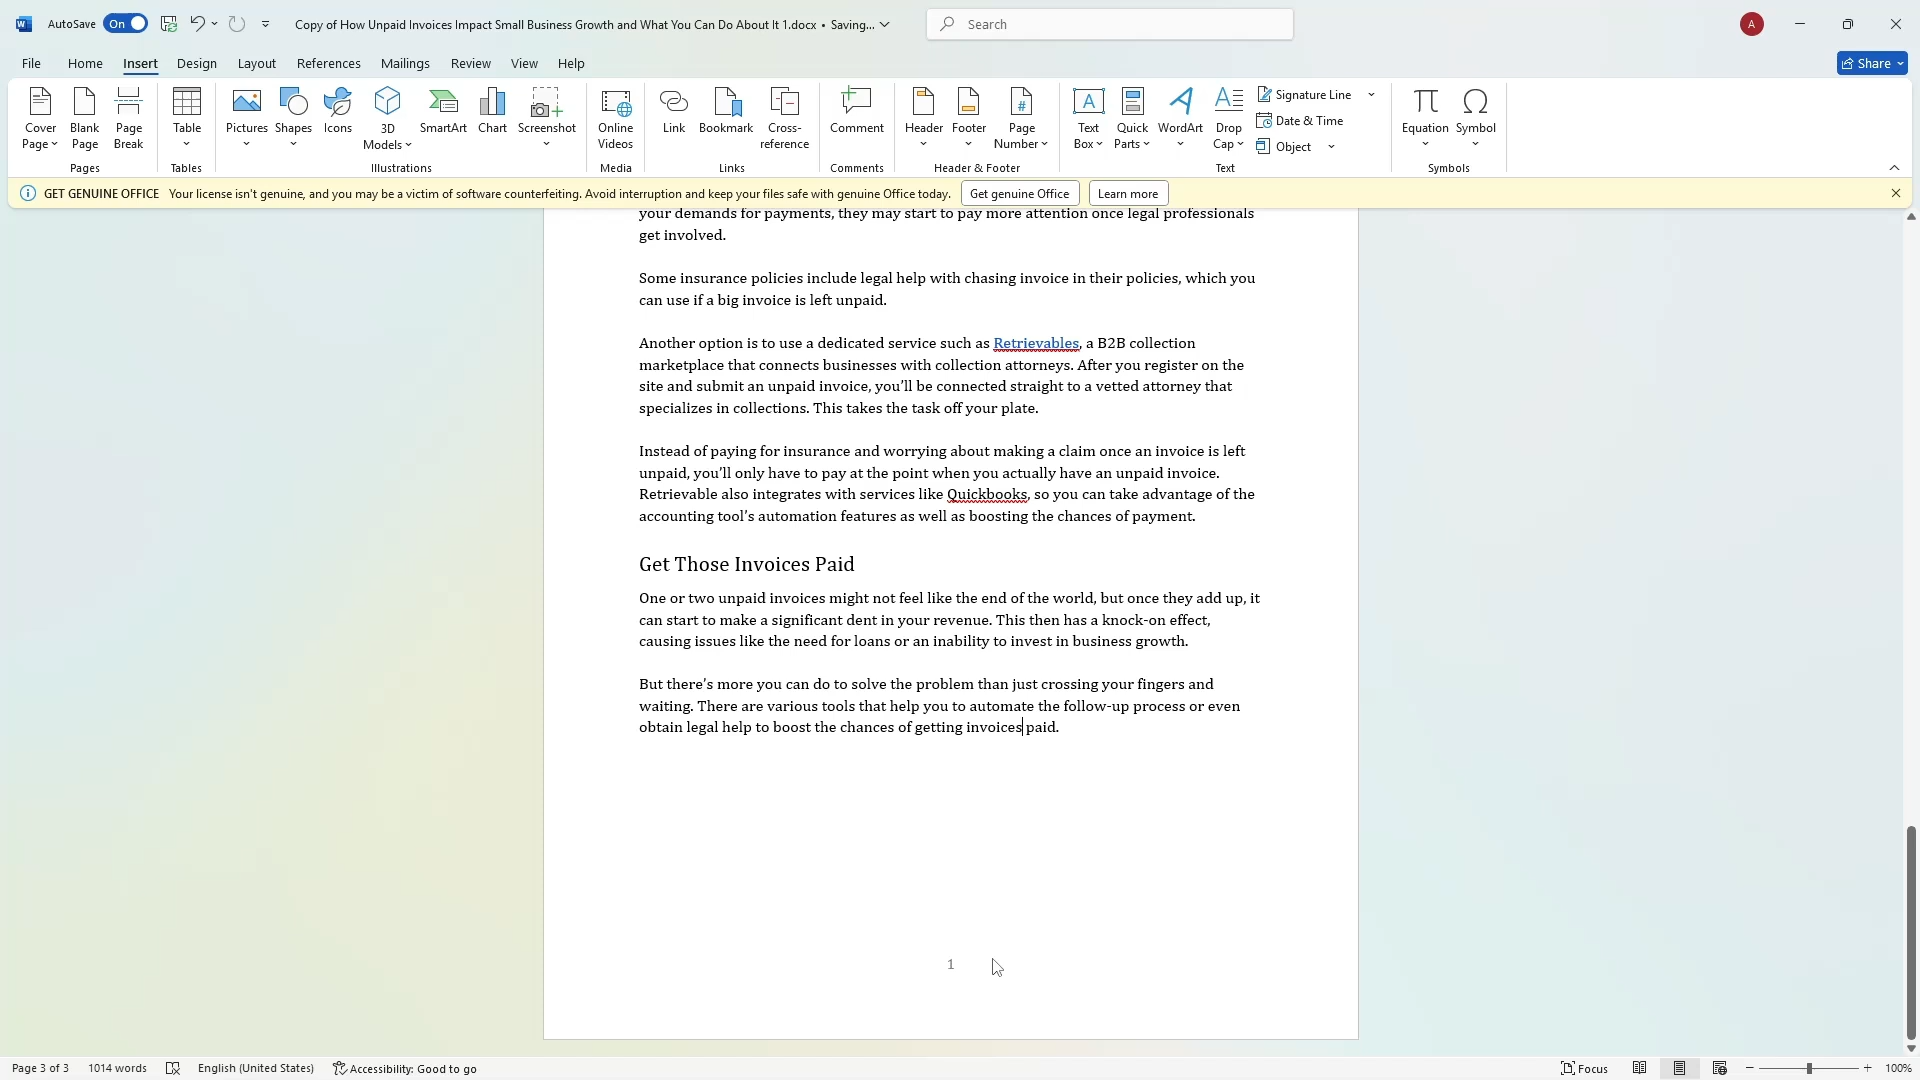 AutoSave On Copy of How Unpaid Invoices Impact Small Business Growth and What You Can Do About It 1.docx • Saving... Search A
File Home Insert Design Layout References Mailings Review View Help Share
Cover Page Blank Page Page Break Table Pictures Shapes Icons 3D Models SmartArt Chart Screenshot Online Videos Link Bookmark Cross-reference Comment Header Footer Page Number Text Box Quick Parts WordArt Drop Cap Signature Line Date & Time Object Equation Symbol
Pages Tables Illustrations Media Links Comments Header & Footer Text Symbols
GET GENUINE OFFICE Your license isn't genuine, and you may be a victim of software counterfeiting. Avoid interruption and keep your files safe with genuine Office today. Get genuine Office Learn more
your demands for payments, they may start to pay more attention once legal professionals
get involved.
Some insurance policies include legal help with chasing invoice in their policies, which you
can use if a big invoice is left unpaid.
Another option is to use a dedicated service such as Retrievables, a B2B collection
marketplace that connects businesses with collection attorneys. After you register on the
site and submit an unpaid invoice, you’ll be connected straight to a vetted attorney that
specializes in collections. This takes the task off your plate.
Instead of paying for insurance and worrying about making a claim once an invoice is left
unpaid, you’ll only have to pay at the point when you actually have an unpaid invoice.
Retrievable also integrates with services like Quickbooks, so you can take advantage of the
accounting tool’s automation features as well as boosting the chances of payment.
Get Those Invoices Paid
One or two unpaid invoices might not feel like the end of the world, but once they add up, it
can start to make a significant dent in your revenue. This then has a knock-on effect,
causing issues like the need for loans or an inability to invest in business growth.
But there’s more you can do to solve the problem than just crossing your fingers and
waiting. There are various tools that help you to automate the follow-up process or even
obtain legal help to boost the chances of getting invoices paid.
1
Page 3 of 3 1014 words English (United States) Accessibility: Good to go Focus 100%